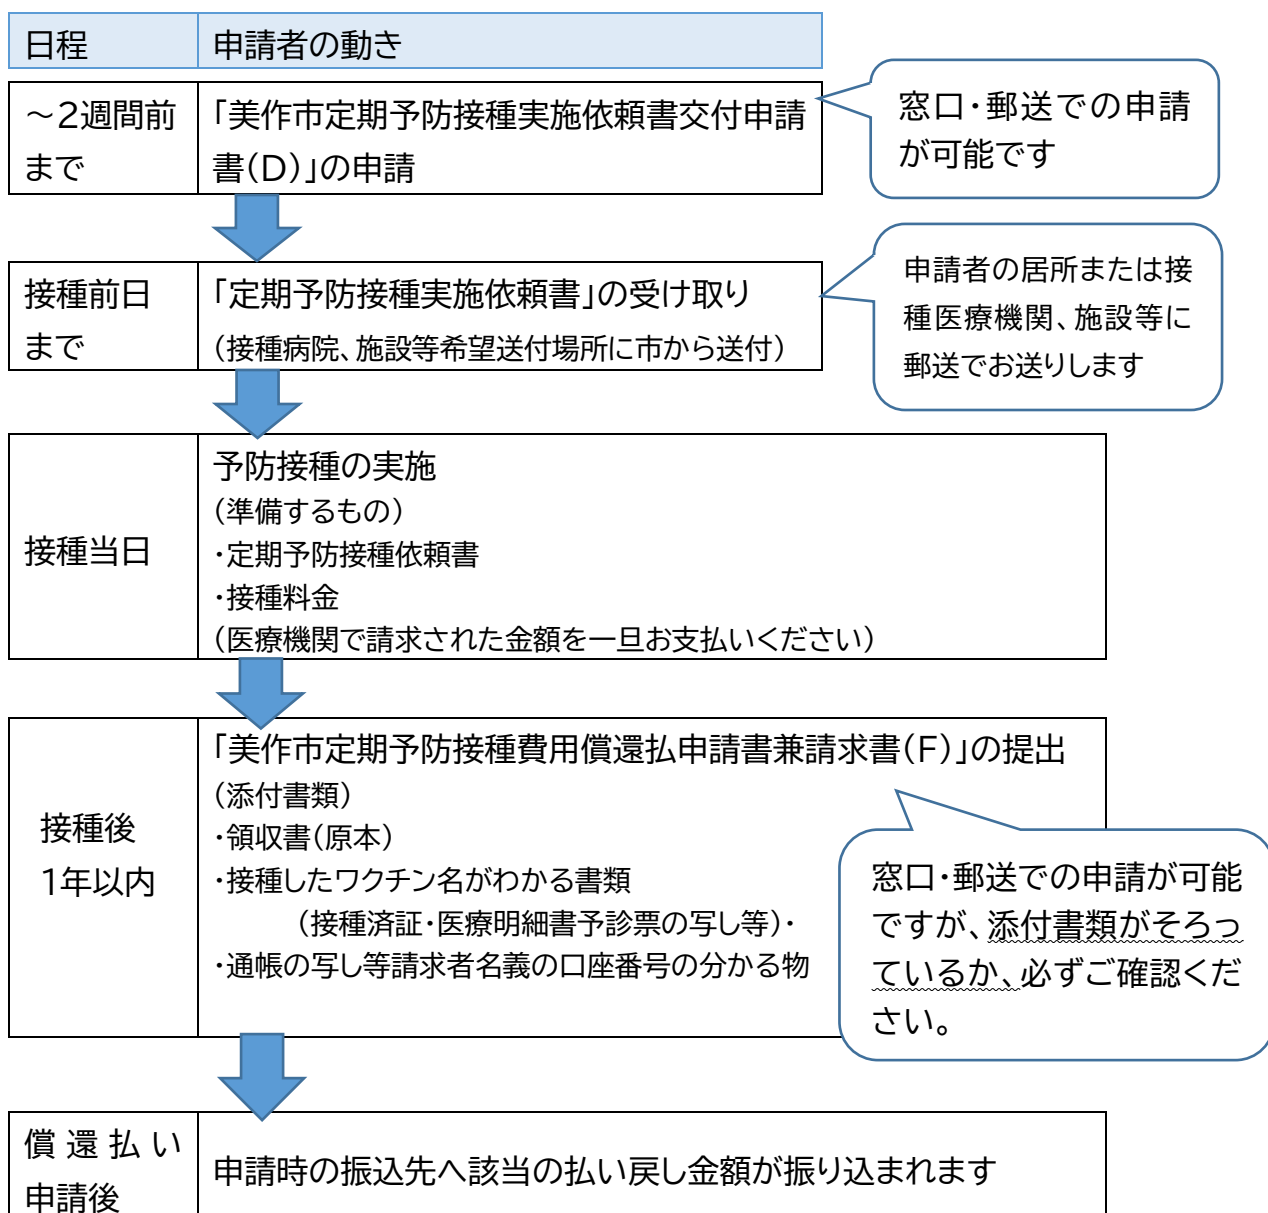 日程
申請者の動き
～2週間前
まで
「美作市定期予防接種実施依頼書交付申請
書(D)」の申請
窓口・郵送での申請
が可能です
接種前日
まで
「定期予防接種実施依頼書」の受け取り
(接種病院、施設等希望送付場所に市から送付)
申請者の居所または接
種医療機関、施設等に
郵送でお送りします
接種当日
予防接種の実施
(準備するもの)
・定期予防接種依頼書
・接種料金
(医療機関で請求された金額を一旦お支払いください)
接種後
1年以内
「美作市定期予防接種費用償還払申請書兼請求書(F)」の提出
(添付書類)
・領収書(原本)
・接種したワクチン名がわかる書類
(接種済証・医療明細書予診票の写し等)・
・通帳の写し等請求者名義の口座番号の分かる物
窓口・郵送での申請が可能
ですが、添付書類がそろっ
ているか、必ずご確認くだ
さい。
償還払い
申請後
申請時の振込先へ該当の払い戻し金額が振り込まれます